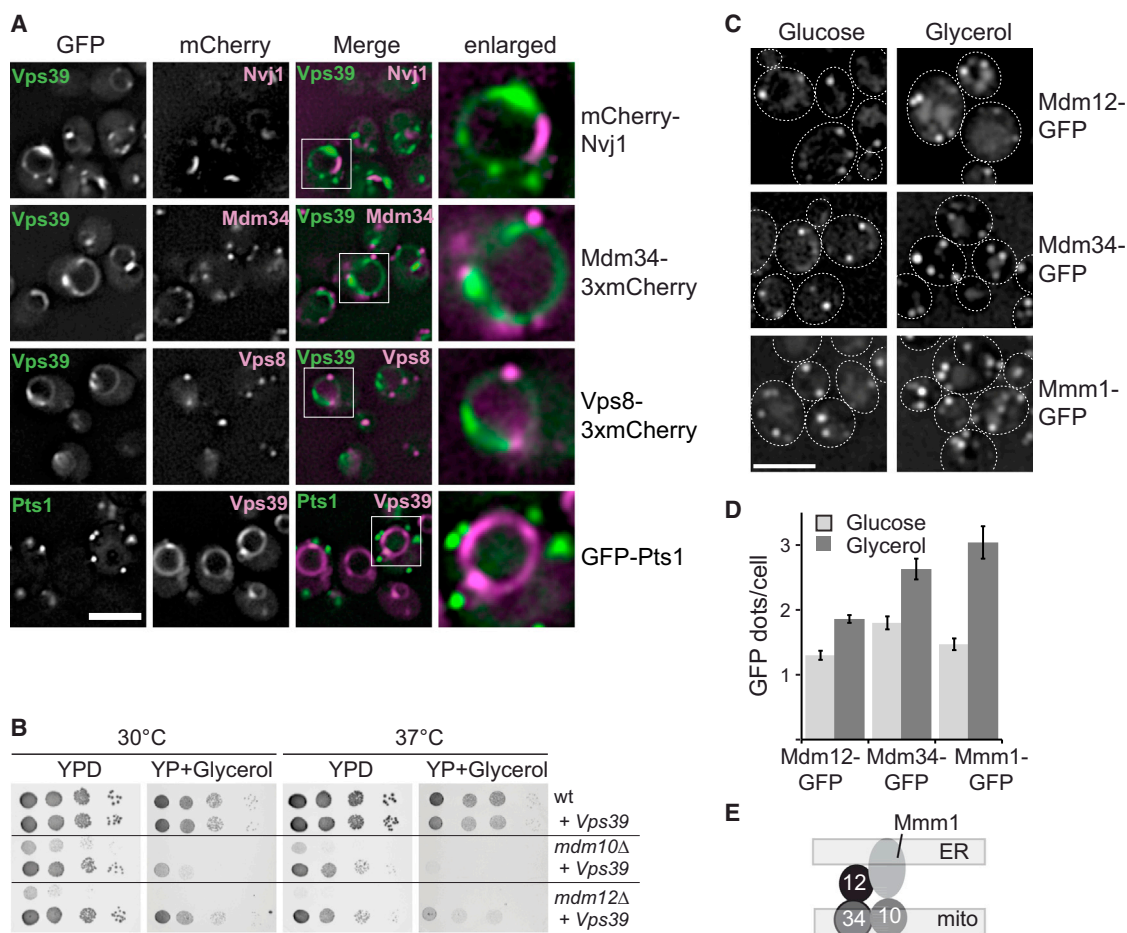 A
GFP mCherry Merge enlarged
Vps39 Nvj1 Vps39 Nvj1
mCherry-
Nvj1
Vps39 Mdm34 Vps39 Mdm34
Mdm34-
3xmCherry
Vps39 Vps8 Vps39 Vps8
Vps8-
3xmCherry
Pts1 Vps39 Pts1 Vps39
GFP-Pts1
B
30°C 37°C
YPD YP+Glycerol YPD YP+Glycerol
wt
+ Vps39
mdm10Δ
+ Vps39
mdm12Δ
+ Vps39
C
Glucose Glycerol
Mdm12-
GFP
Mdm34-
GFP
Mmm1-
GFP
D
Glucose
Glycerol
GFP dots/cell
3
2
1
Mdm12-
GFP
Mdm34-
GFP
Mmm1-
GFP
E
Mmm1
ER
12
34
10
mito